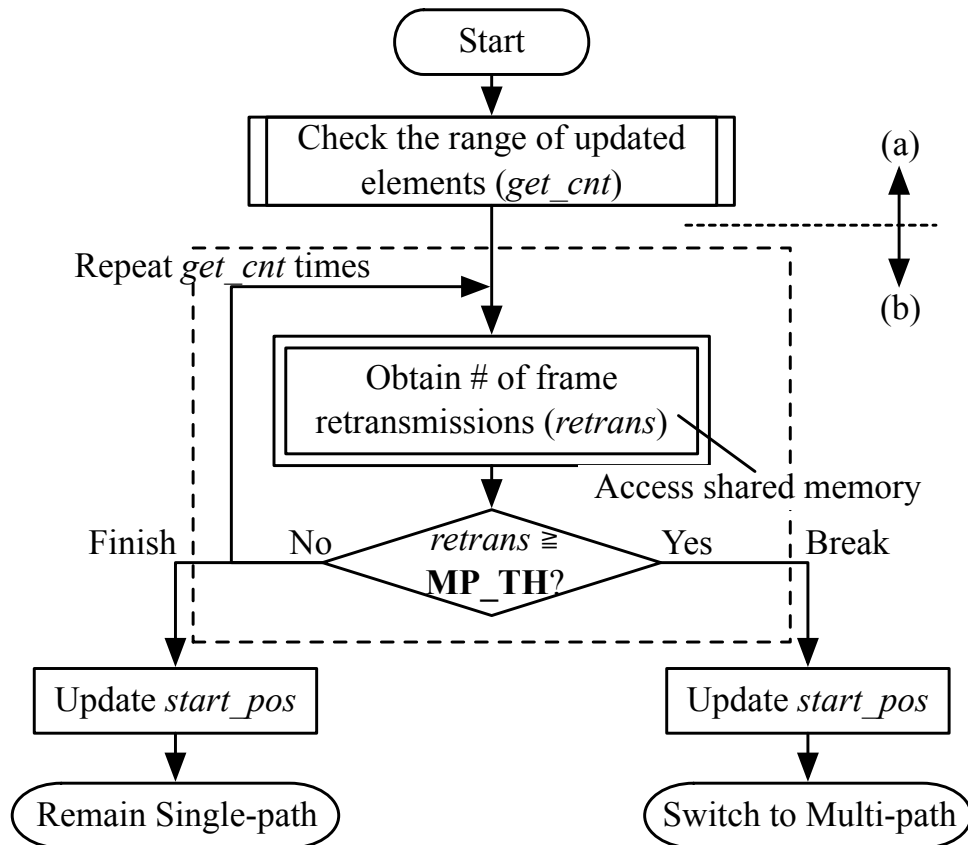 Start
Check the range of updated
elements (get_cnt)
(a)
(b)
Repeat get_cnt times
Obtain # of frame
retransmissions (retrans)
Access shared memory
Finish
No
retrans ≧
MP_TH?
Yes
Break
Update start_pos
Update start_pos
Remain Single-path
Switch to Multi-path